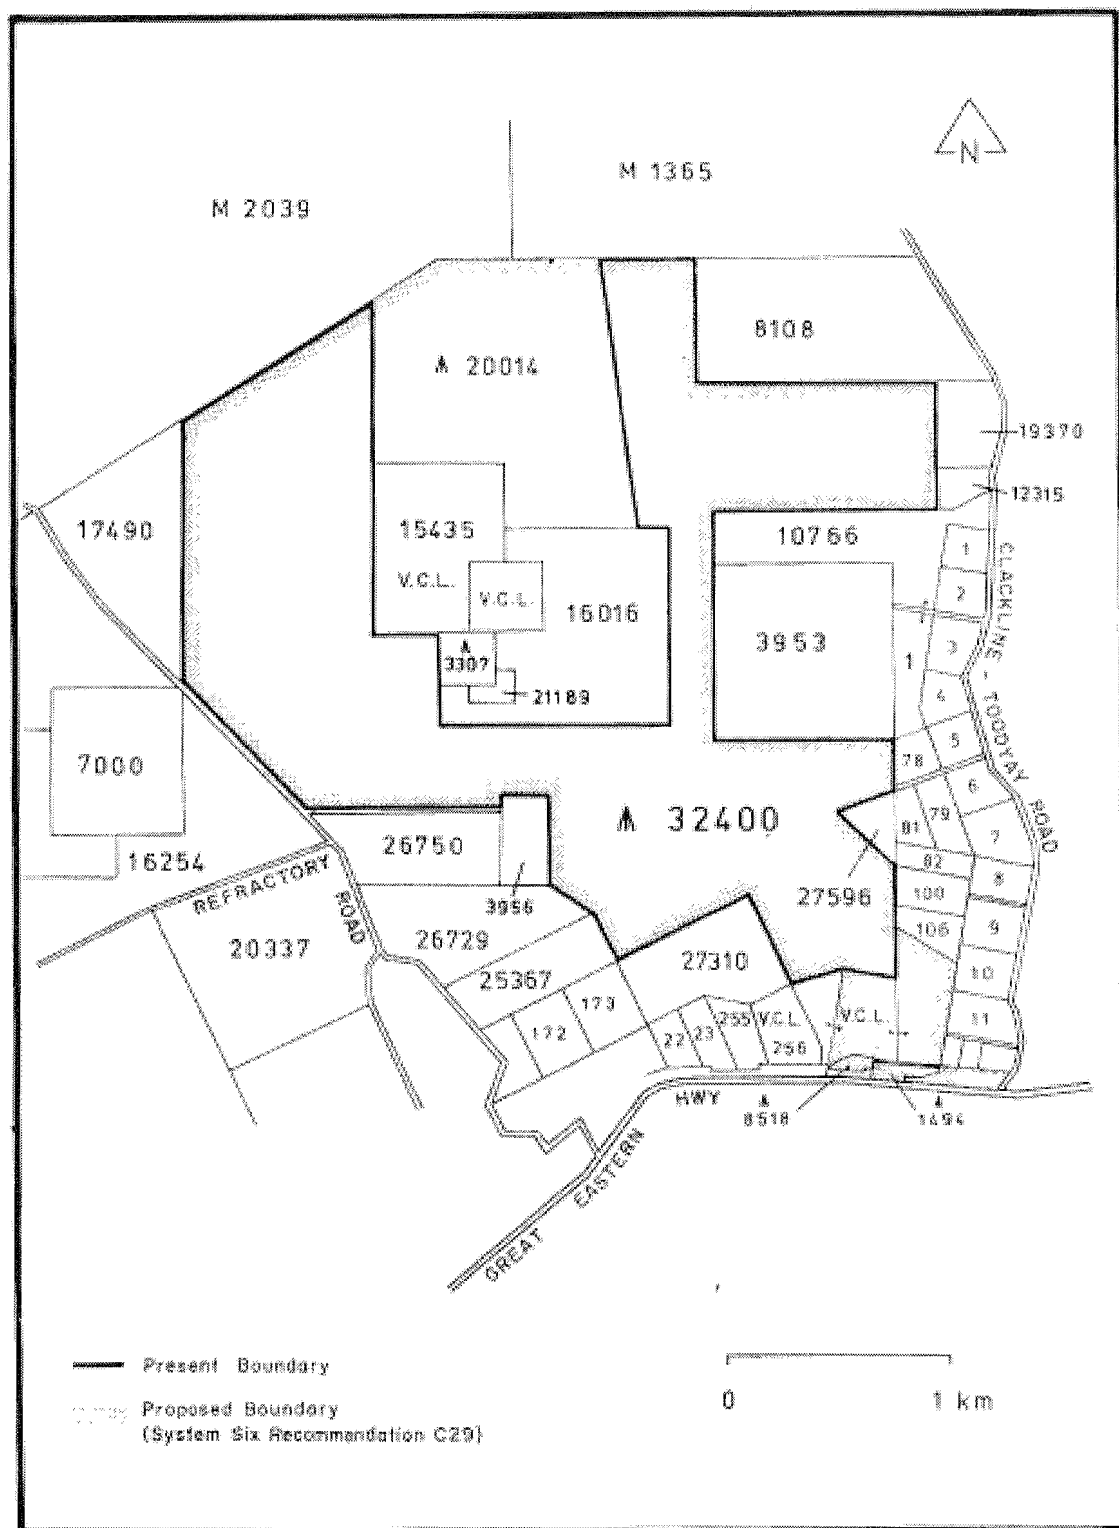 M 1365
N
M 2039
8108
20014
19370
12315
17490
15435
10766
V.C.L.
V.C.L.
16016
3953
3307
21189
1
2
3
4
5
6
7
8
9
10
11
1
78
79
81
82
100
106
CLACKLINE - TOODYAY ROAD
7000
32400
26750
16254
REFRACTORY
ROAD
3956
27596
20337
26729
25367
27310
173
172
22
23
255
V.C.L.
256
V.C.L.
HWY
8518
1494
GREAT EASTERN
Present Boundary
Proposed Boundary
(System Six Recommendation C29)
0 1 km